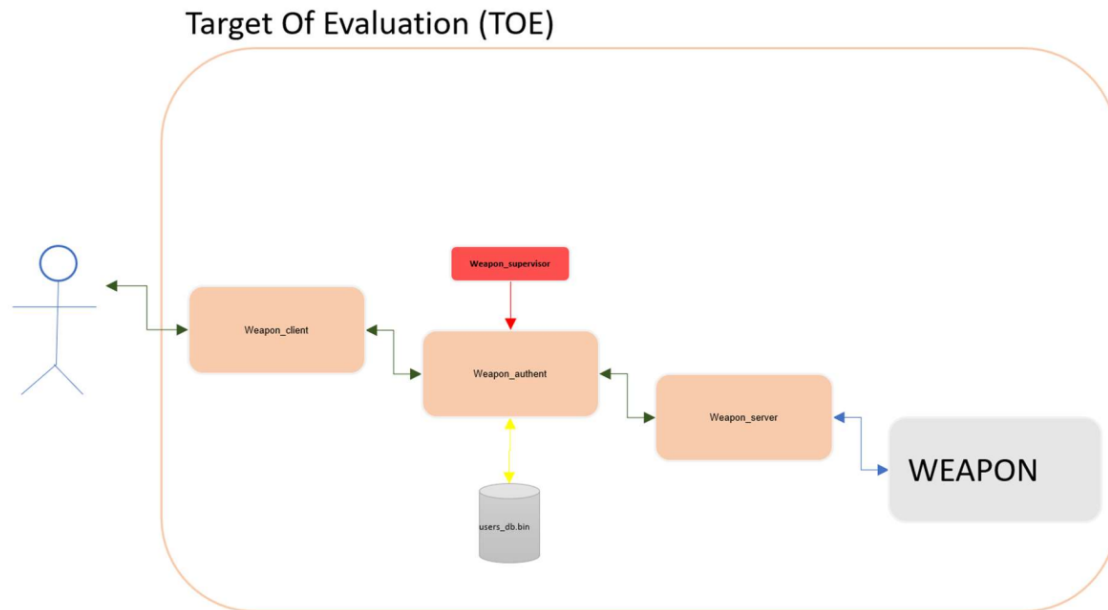 Target Of Evaluation (TOE)
Weapon_supervisor
Weapon_client
Weapon_authent
Weapon_server
WEAPON
users_db.bin